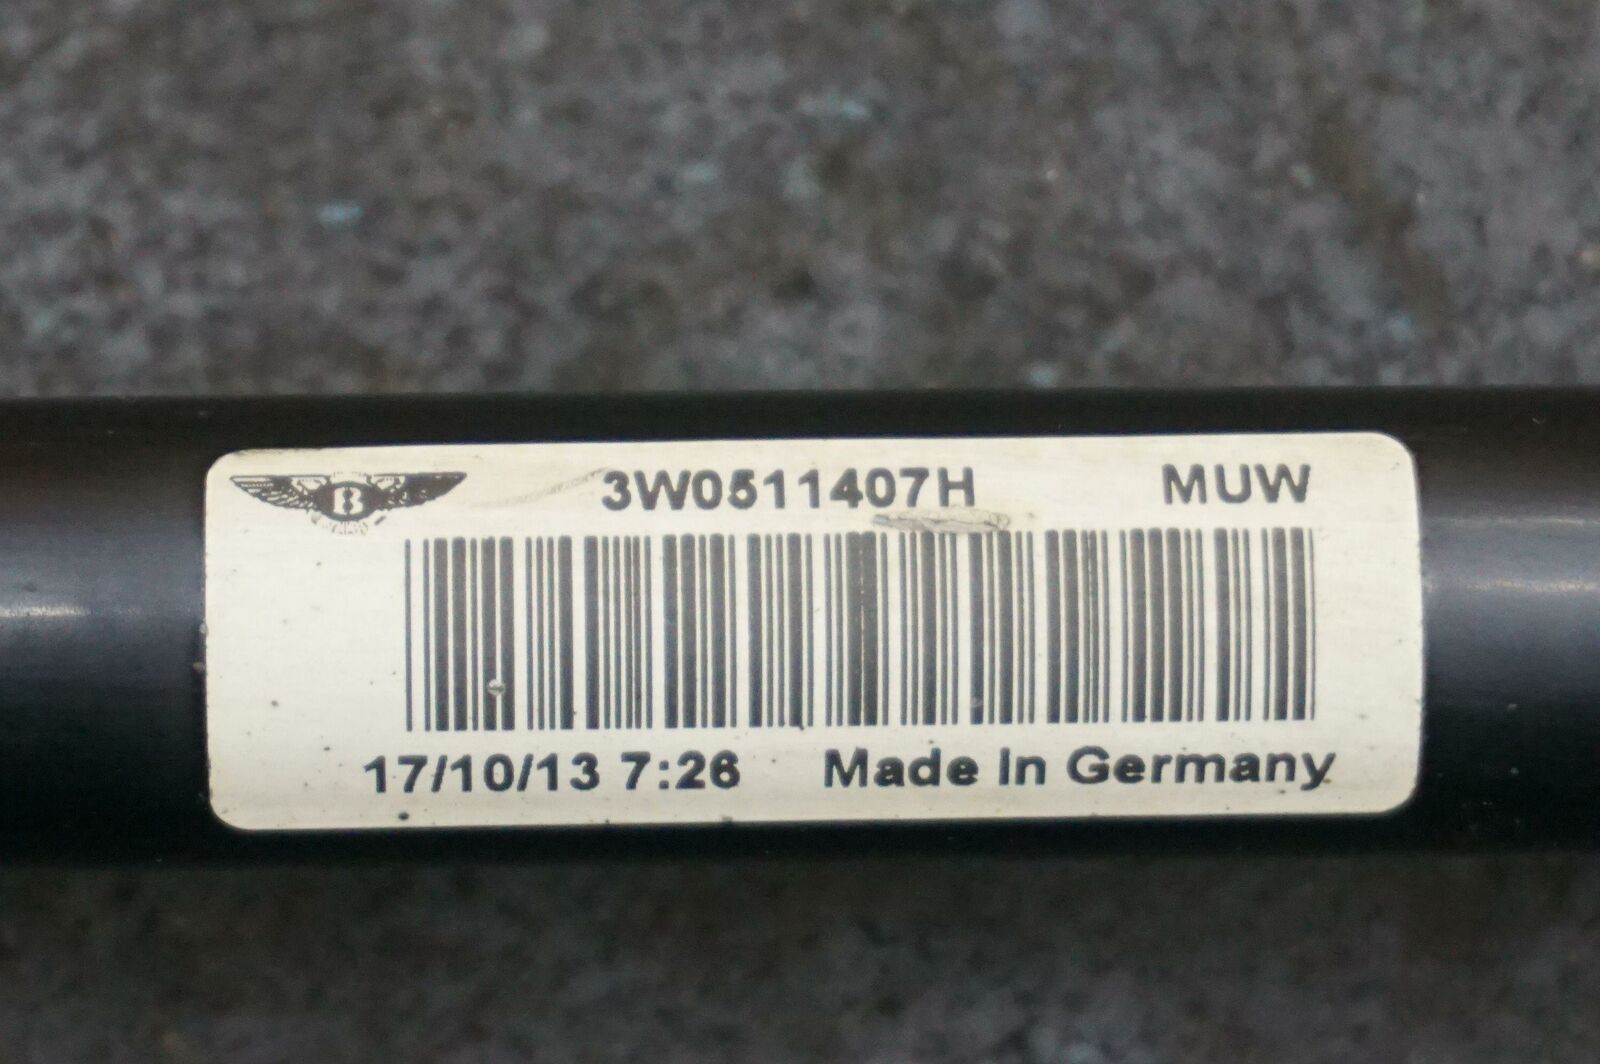 3W0511407H MUW
B
17/10/13 7:26 Made In Germany